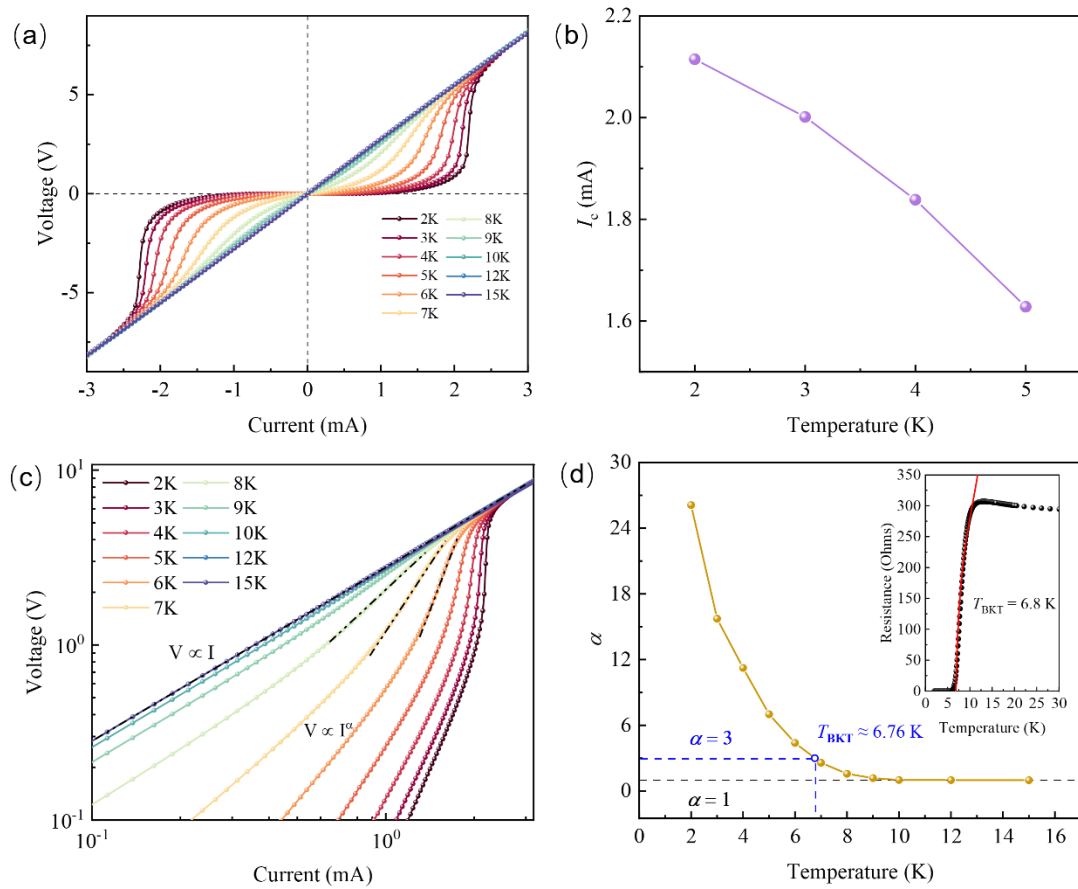 (a)
Voltage (V)
5
0
-5
-3
-2
-1
0
1
2
3
Current (mA)
2K
3K
4K
5K
6K
7K
8K
9K
10K
12K
15K
(b)
I_c (mA)
2.2
2.0
1.8
1.6
2
3
4
5
Temperature (K)
(c)
Voltage (V)
10¹
10⁰
10⁻¹
10⁻¹
10⁰
Current (mA)
2K
3K
4K
5K
6K
7K
8K
9K
10K
12K
15K
V ∝ I
V ∝ I^α
(d)
α
30
24
18
12
6
0
0
2
4
6
8
10
12
14
16
Temperature (K)
α = 3
α = 1
T_BKT ≈ 6.76 K
Resistance (Ohms)
350
300
250
200
150
100
50
0
0
5
10
15
20
25
30
Temperature (K)
T_BKT = 6.8 K